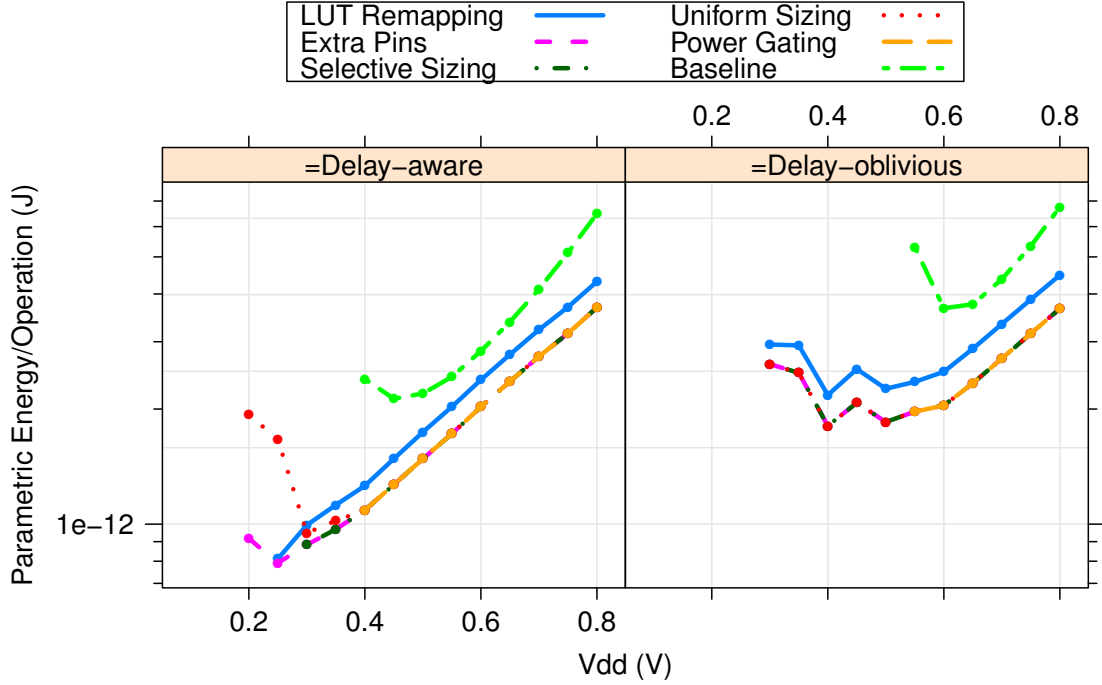 LUT Remapping Uniform Sizing
Extra Pins Power Gating
Selective Sizing Baseline
0.2 0.4 0.6 0.8
=Delay−aware =Delay−oblivious
Parametric Energy/Operation (J)
1e−12
0.2 0.4 0.6 0.8
Vdd (V)